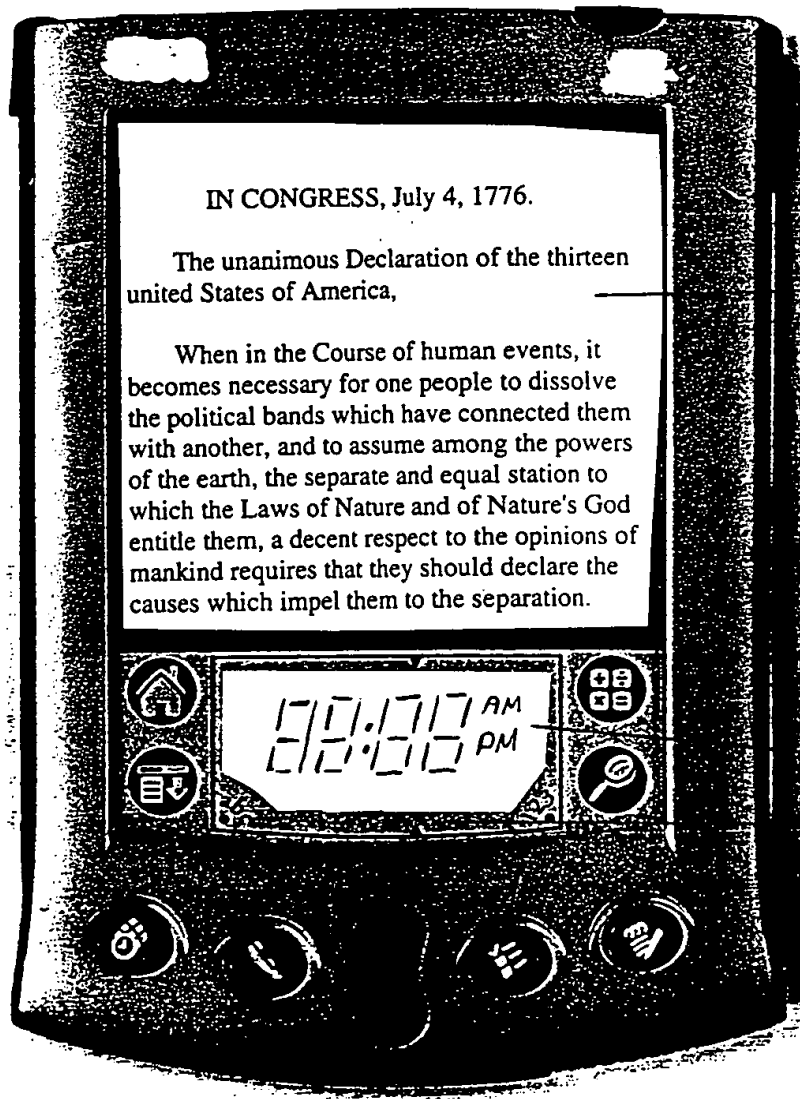 IN CONGRESS, July 4, 1776.
The unanimous Declaration of the thirteen
united States of America,
When in the Course of human events, it
becomes necessary for one people to dissolve
the political bands which have connected them
with another, and to assume among the powers
of the earth, the separate and equal station to
which the Laws of Nature and of Nature's God
entitle them, a decent respect to the opinions of
mankind requires that they should declare the
causes which impel them to the separation.
88:88 AM
PM